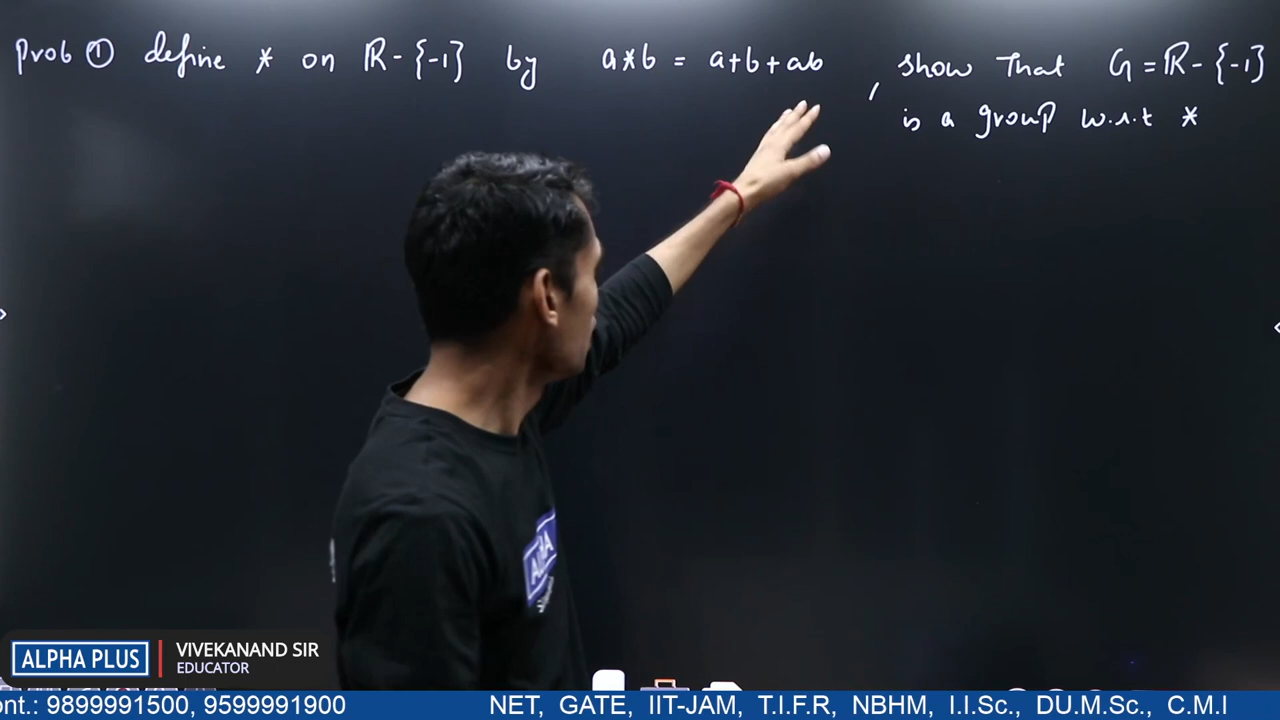 Prob ① define * on ℝ-{-1} by a*b = a+b+ab , show that G=ℝ-{-1}
is a group w.r.t *
ALPHA PLUS
VIVEKANAND SIR
EDUCATOR
ont.: 9899991500, 9599991900 NET, GATE, IIT-JAM, T.I.F.R, NBHM, I.I.Sc., DU.M.Sc., C.M.I